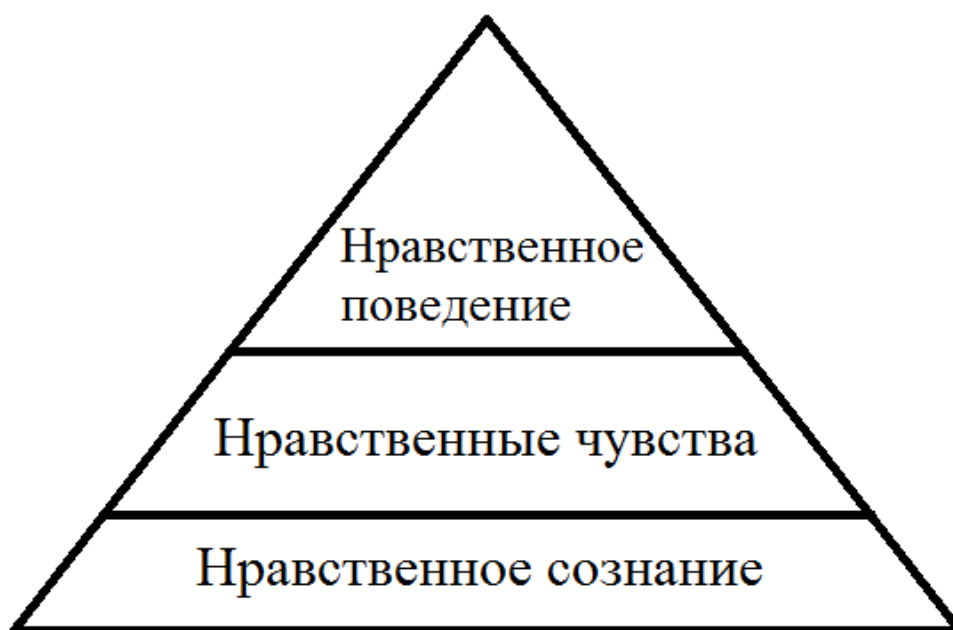 Нравственное
поведение
Нравственные чувства
Нравственное сознание